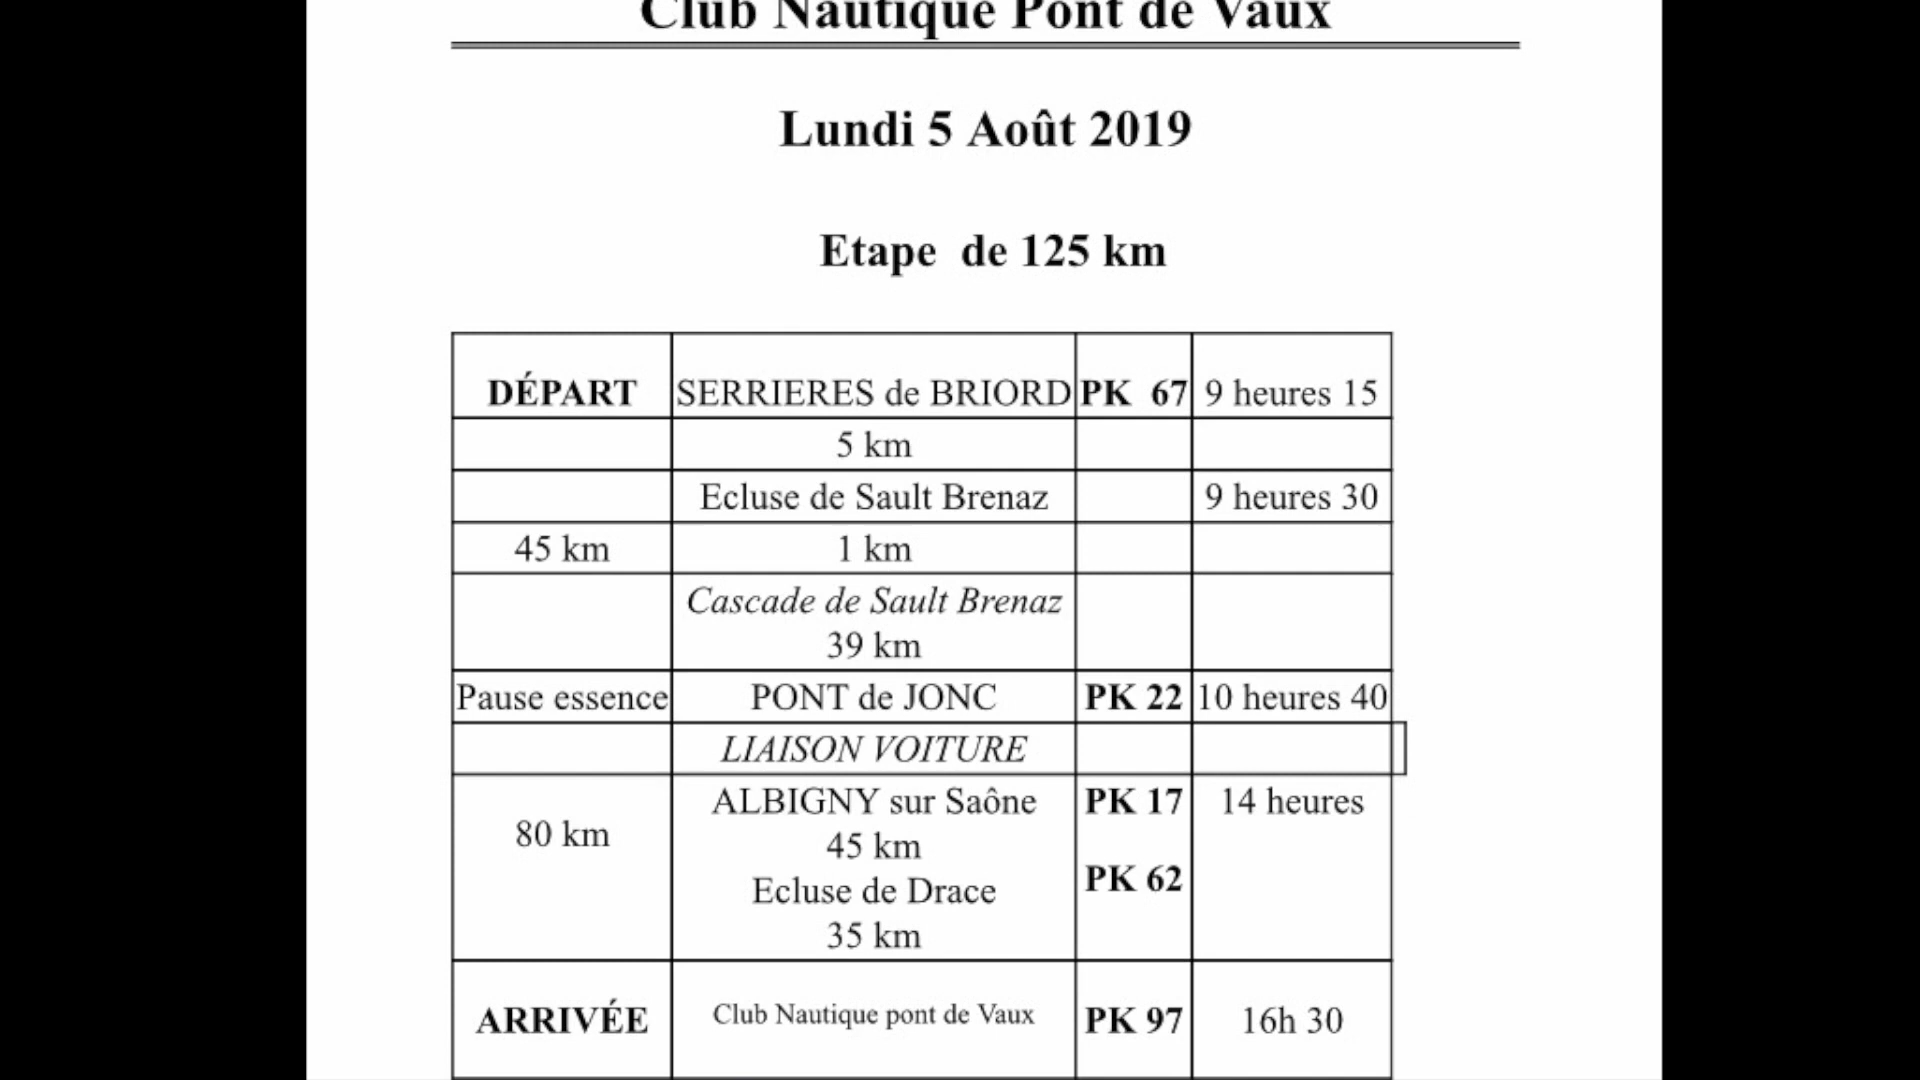 Club Nautique Pont de Vaux
Lundi 5 Août 2019
Etape de 125 km
DÉPART SERRIERES de BRIORD PK 67 9 heures 15
5 km
Ecluse de Sault Brenaz 9 heures 30
45 km 1 km
Cascade de Sault Brenaz
39 km
Pause essence PONT de JONC PK 22 10 heures 40
LIAISON VOITURE
80 km
ALBIGNY sur Saône PK 17 14 heures
45 km
Ecluse de Drace PK 62
35 km
ARRIVÉE Club Nautique pont de Vaux PK 97 16h 30